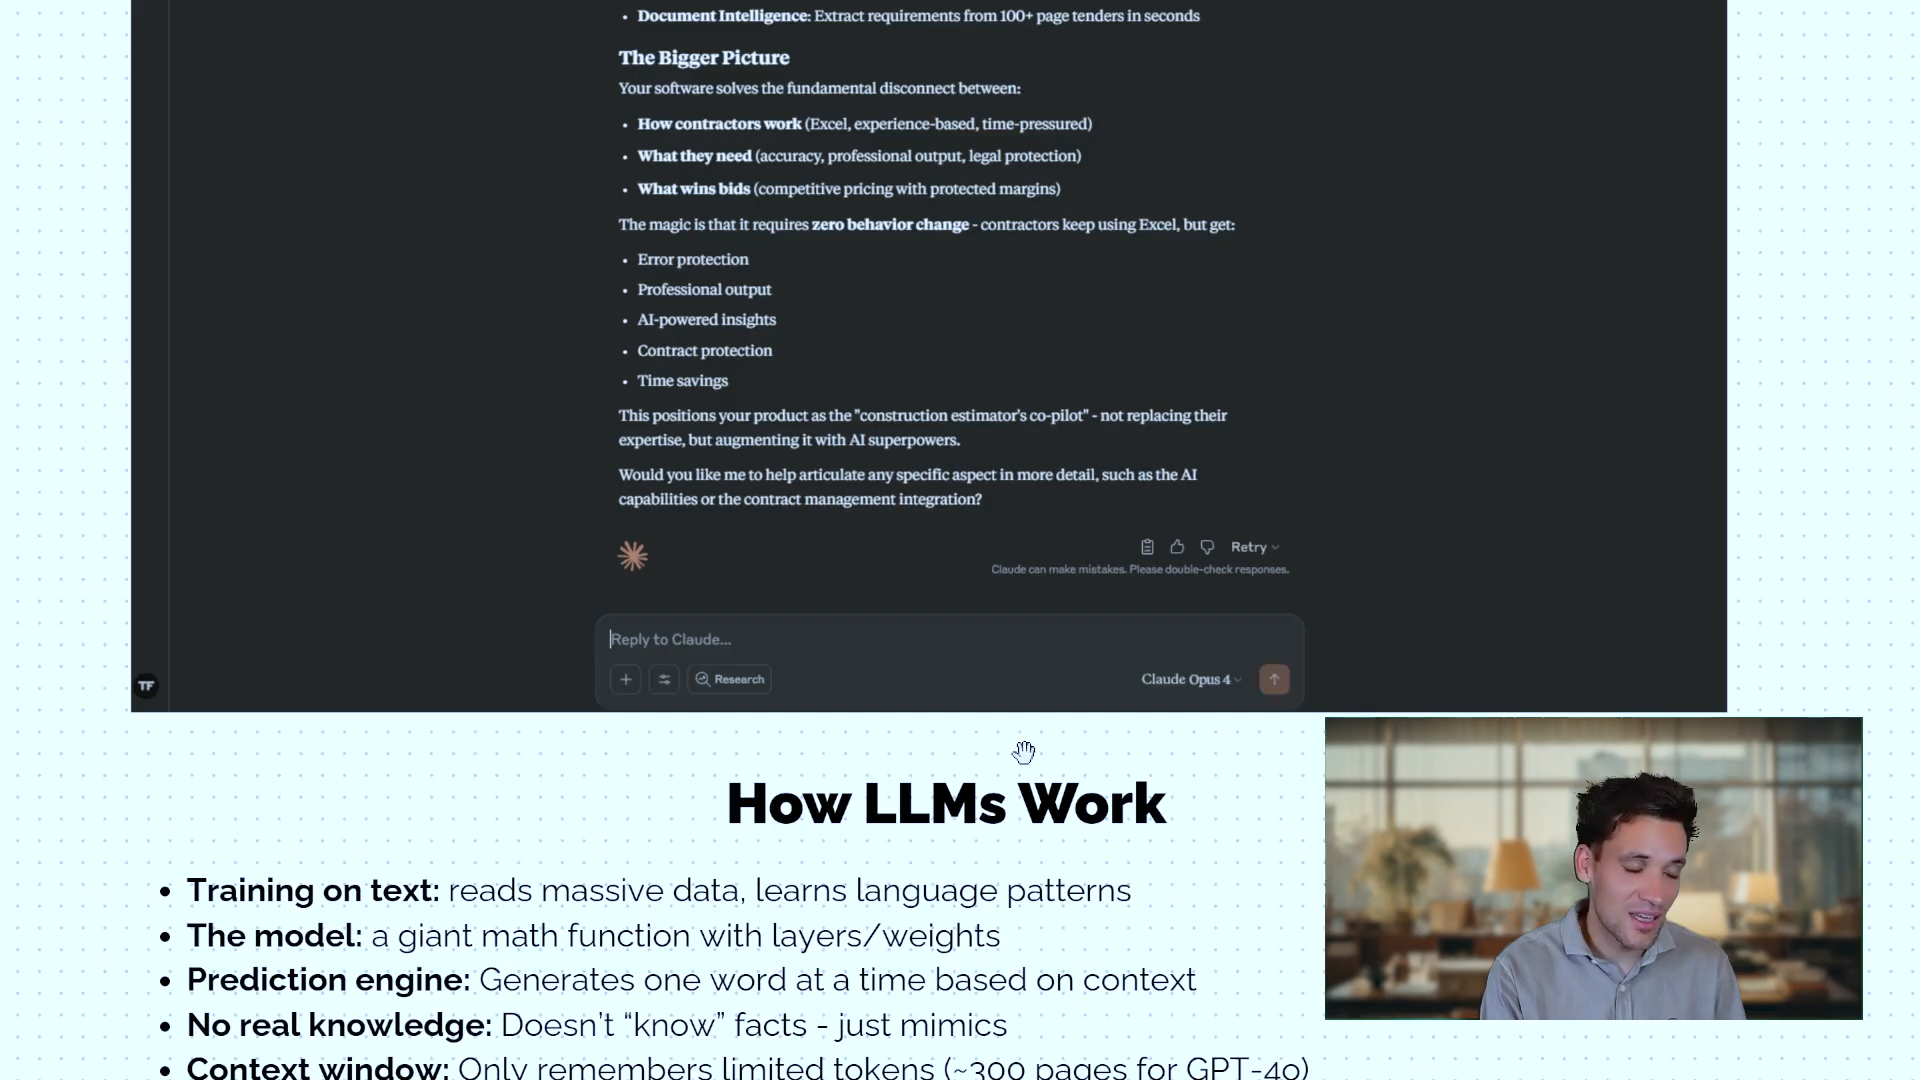 • Document Intelligence: Extract requirements from 100+ page tenders in seconds
The Bigger Picture
Your software solves the fundamental disconnect between:
• How contractors work (Excel, experience-based, time-pressured)
• What they need (accuracy, professional output, legal protection)
• What wins bids (competitive pricing with protected margins)
The magic is that it requires zero behavior change - contractors keep using Excel, but get:
• Error protection
• Professional output
• AI-powered insights
• Contract protection
• Time savings
This positions your product as the "construction estimator's co-pilot" - not replacing their
expertise, but augmenting it with AI superpowers.
Would you like me to help articulate any specific aspect in more detail, such as the AI
capabilities or the contract management integration?
Retry
Claude can make mistakes. Please double-check responses.
Reply to Claude...
Research
Claude Opus 4
TF
How LLMs Work
• Training on text: reads massive data, learns language patterns
• The model: a giant math function with layers/weights
• Prediction engine: Generates one word at a time based on context
• No real knowledge: Doesn't “know” facts - just mimics
• Context window: Only remembers limited tokens (~300 pages for GPT-4o)